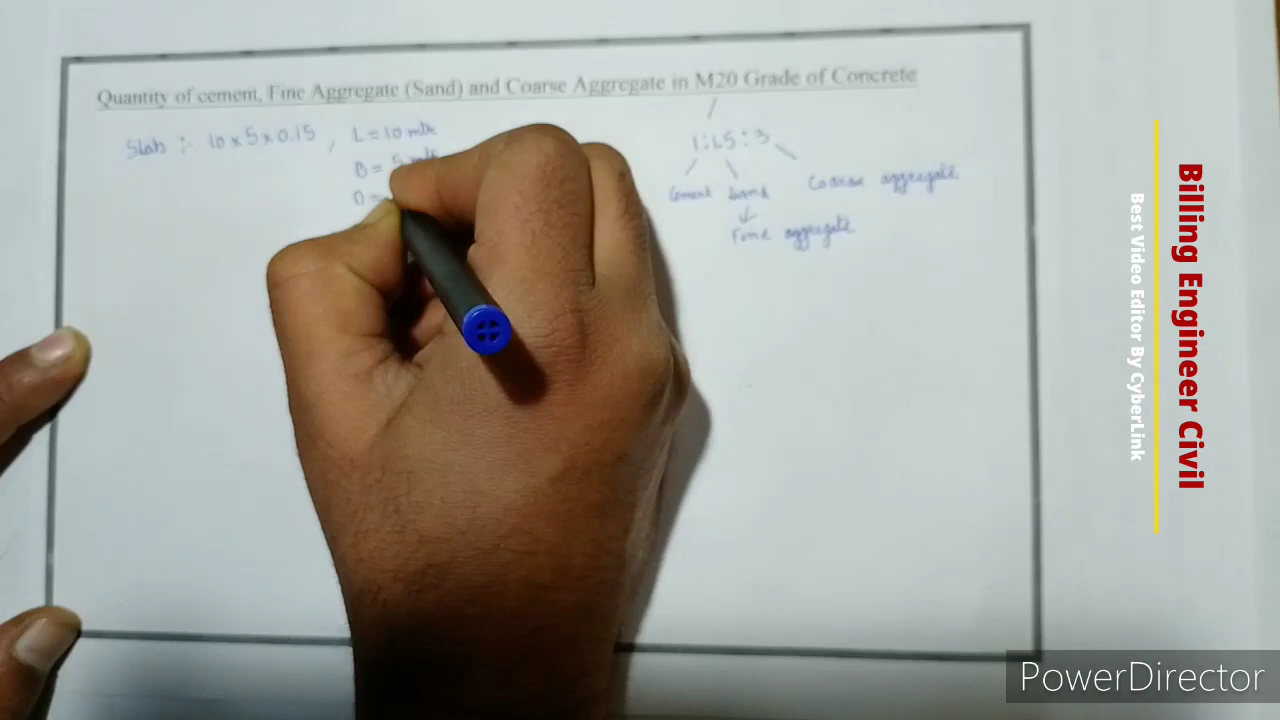 Quantity of cement, Fine Aggregate (Sand) and Coarse Aggregate in M20 Grade of Concrete
Slab :- 10 x 5 x 0.15 , L = 10 mtr
B = 5 mtr
D =
1:1.5:3
Cement Sand Coarse aggregate
Fine aggregate
Billing Engineer Civil
Best Video Editor By CyberLink
PowerDirector